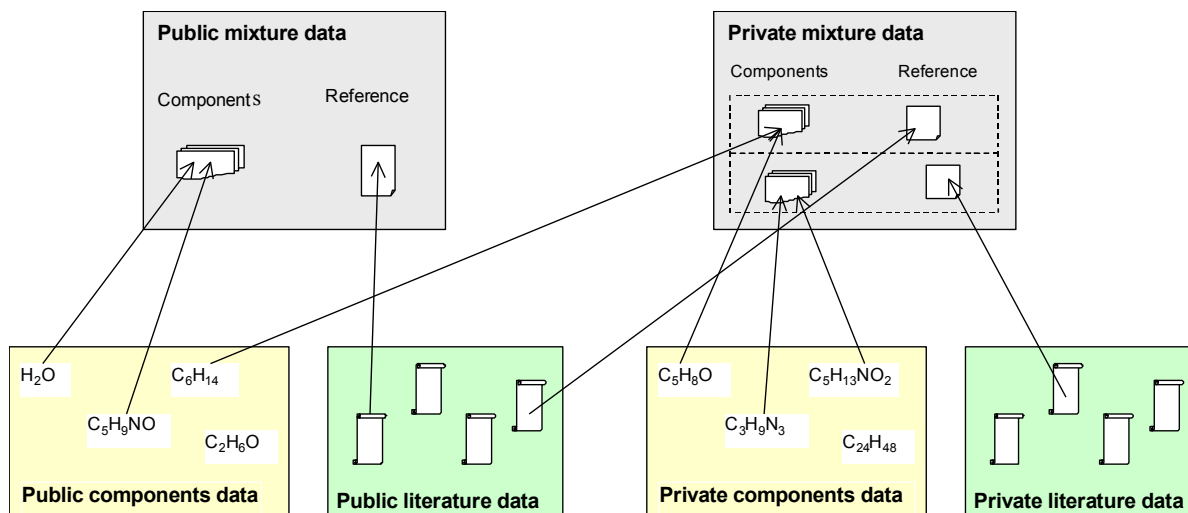 Public mixture data
Components
Reference
Private mixture data
Components
Reference
H₂O
C₆H₁₄
C₅H₉NO
C₂H₆O
Public components data
Public literature data
C₅H₈O
C₅H₁₃NO₂
C₃H₉N₃
C₂₄H₄₈
Private components data
Private literature data